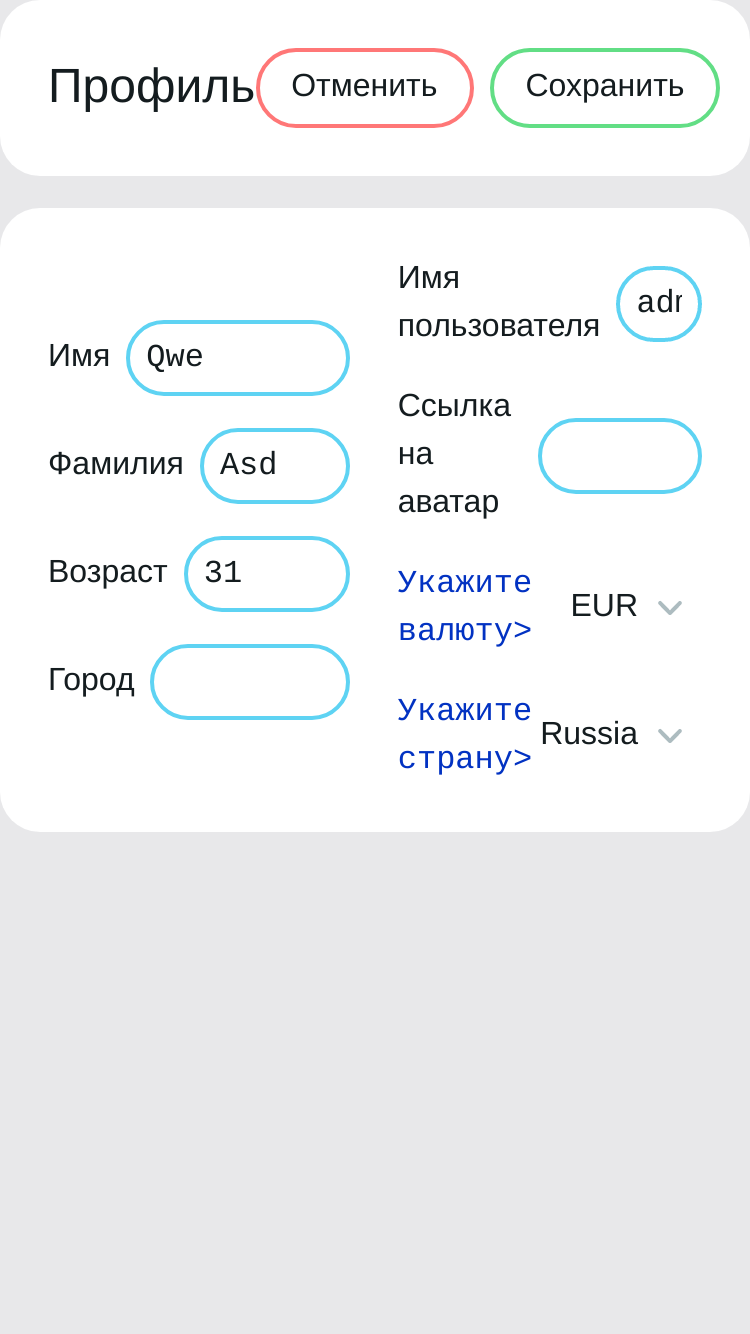 Профиль
Отменить
Сохранить
Имя
Qwe
Фамилия
Asd
Возраст
31
Город
Имя
пользователя
Ссылка
на
аватар
Укажите
валюту>
EUR
Укажите
страну>
Russia